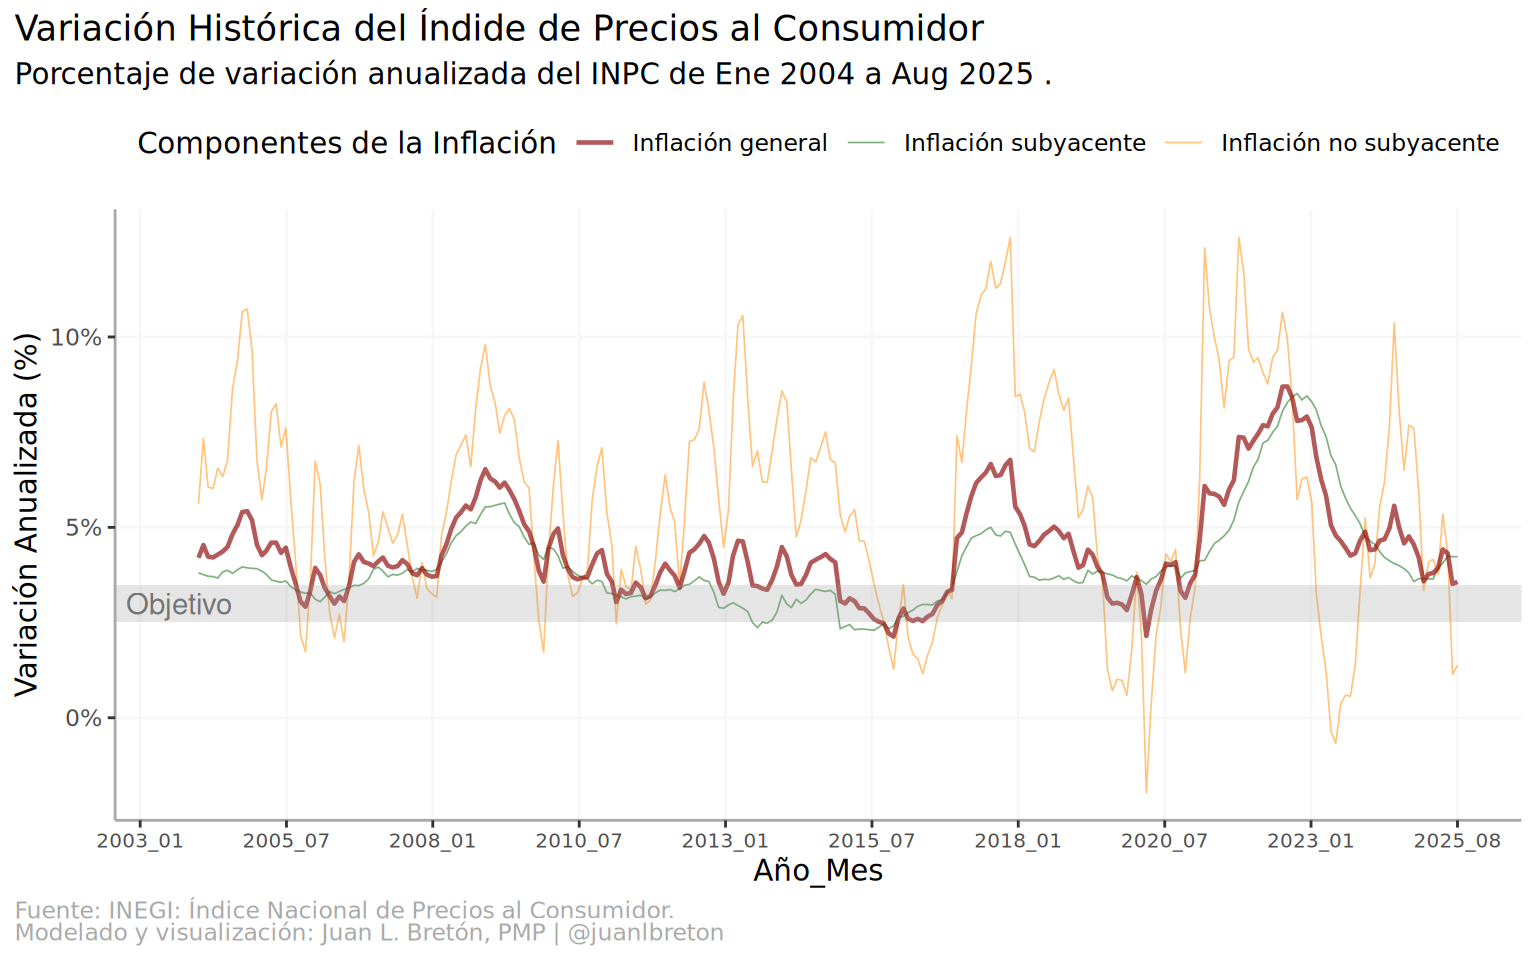 Variación Histórica del Índide de Precios al Consumidor
Porcentaje de variación anualizada del INPC de Ene 2004 a Aug 2025 .
Componentes de la Inflación Inflación general Inflación subyacente Inflación no subyacente
Variación Anualizada (%)
10%
5%
Objetivo
0%
2003_01 2005_07 2008_01 2010_07 2013_01 2015_07 2018_01 2020_07 2023_01 2025_08
Año_Mes
Fuente: INEGI: Índice Nacional de Precios al Consumidor.
Modelado y visualización: Juan L. Bretón, PMP | @juanlbreton